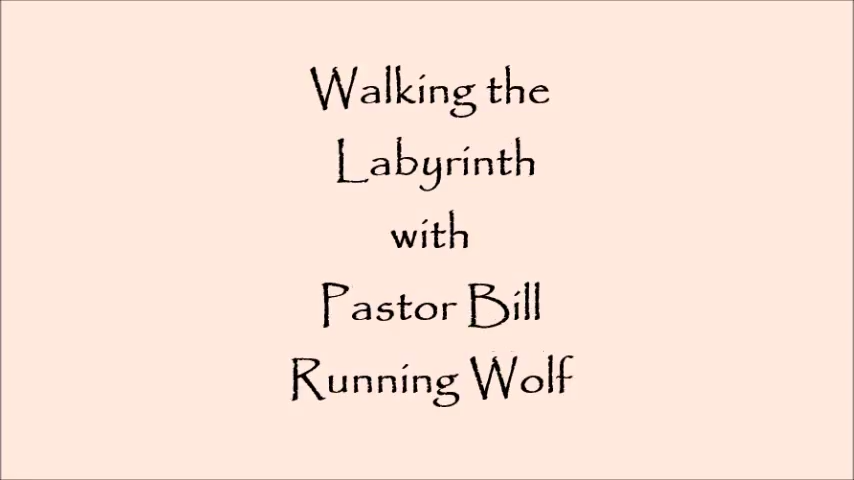 Walking the
Labyrinth
with
Pastor Bill
Running Wolf